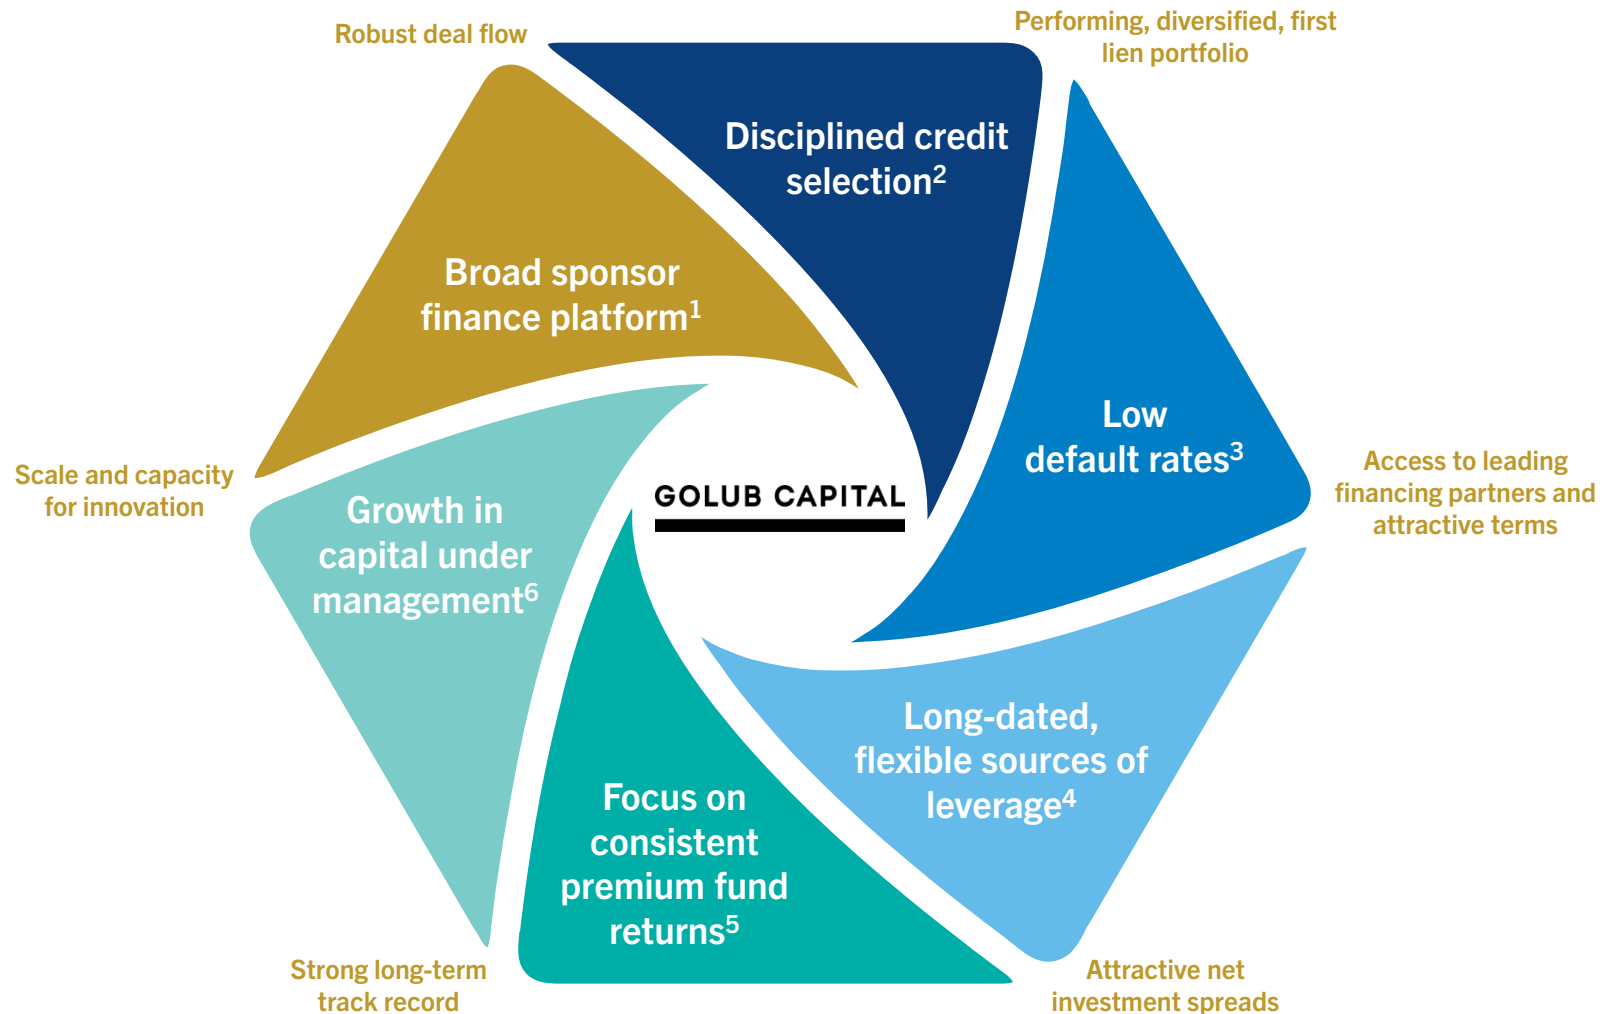 Robust deal flow
Performing, diversified, first
lien portfolio
Disciplined credit
selection2
Broad sponsor
finance platform1
Low
default rates3
Scale and capacity
for innovation
Access to leading
financing partners and
attractive terms
GOLUB CAPITAL
Growth in
capital under
management6
Long-dated,
flexible sources of
leverage4
Focus on
consistent
premium fund
returns5
Strong long-term
track record
Attractive net
investment spreads